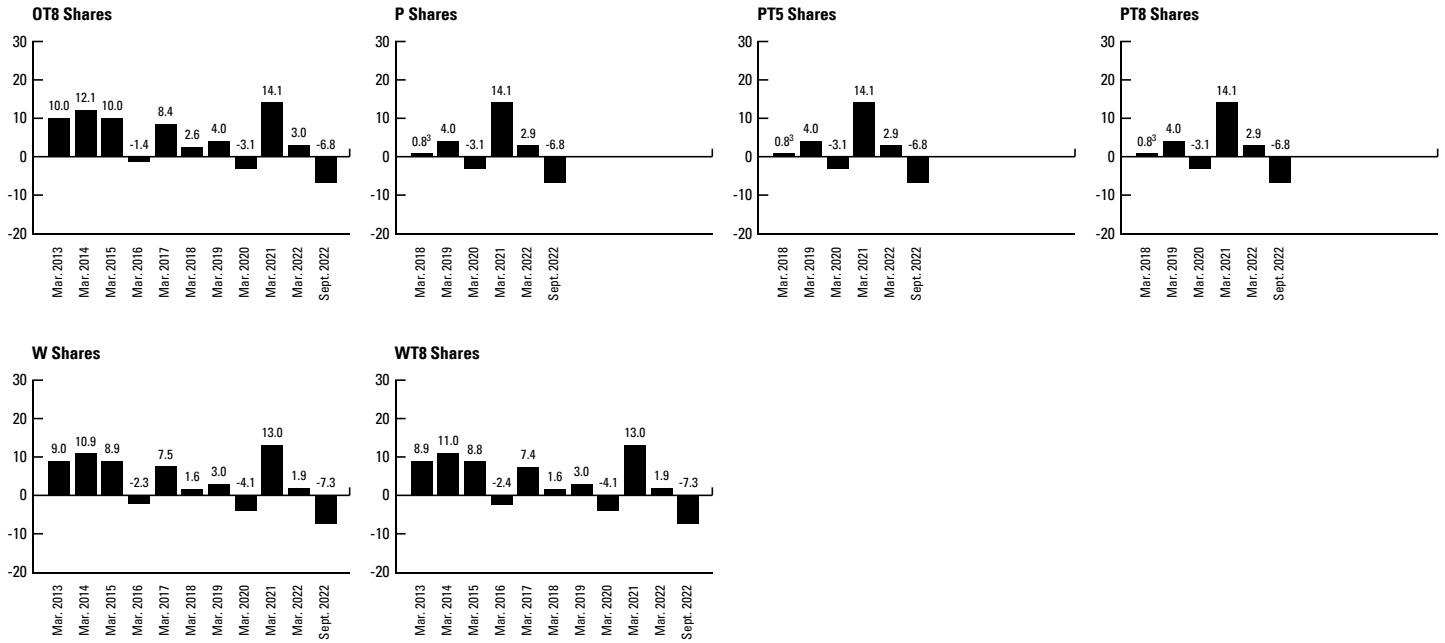 OT8 Shares
30
20
10
0
-10
-20
10.0
12.1
10.0
-1.4
8.4
2.6
4.0
-3.1
14.1
3.0
-6.8
Mar. 2013
Mar. 2014
Mar. 2015
Mar. 2016
Mar. 2017
Mar. 2018
Mar. 2019
Mar. 2020
Mar. 2021
Mar. 2022
Sept. 2022
P Shares
30
20
10
0
-10
-20
0.8³
4.0
-3.1
14.1
2.9
-6.8
Mar. 2018
Mar. 2019
Mar. 2020
Mar. 2021
Mar. 2022
Sept. 2022
PT5 Shares
30
20
10
0
-10
-20
0.8³
4.0
-3.1
14.1
2.9
-6.8
Mar. 2018
Mar. 2019
Mar. 2020
Mar. 2021
Mar. 2022
Sept. 2022
PT8 Shares
30
20
10
0
-10
-20
0.8³
4.0
-3.1
14.1
2.9
-6.8
Mar. 2018
Mar. 2019
Mar. 2020
Mar. 2021
Mar. 2022
Sept. 2022
W Shares
30
20
10
0
-10
-20
9.0
10.9
8.9
-2.3
7.5
1.6
3.0
-4.1
13.0
1.9
-7.3
Mar. 2013
Mar. 2014
Mar. 2015
Mar. 2016
Mar. 2017
Mar. 2018
Mar. 2019
Mar. 2020
Mar. 2021
Mar. 2022
Sept. 2022
WT8 Shares
30
20
10
0
-10
-20
8.9
11.0
8.8
-2.4
7.4
1.6
3.0
-4.1
13.0
1.9
-7.3
Mar. 2013
Mar. 2014
Mar. 2015
Mar. 2016
Mar. 2017
Mar. 2018
Mar. 2019
Mar. 2020
Mar. 2021
Mar. 2022
Sept. 2022